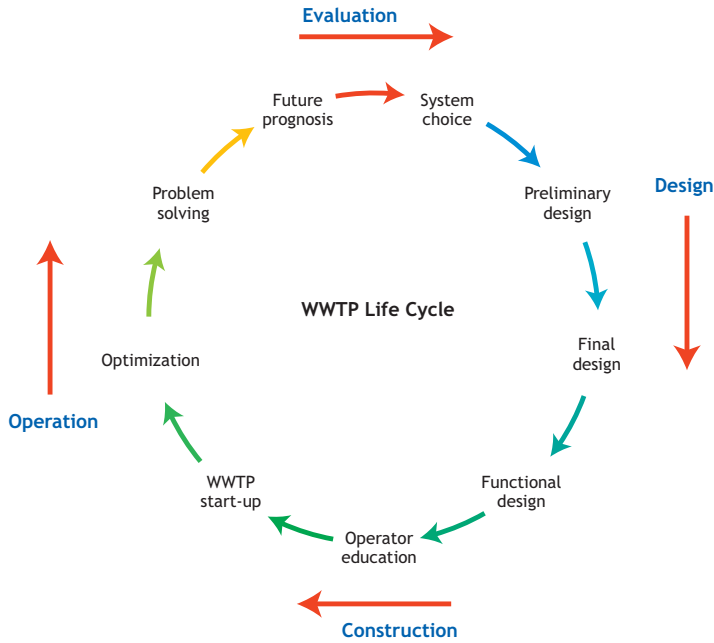 Evaluation
Future
prognosis
System
choice
Problem
solving
Preliminary
design
Design
WWTP Life Cycle
Final
design
Optimization
Operation
WWTP
start-up
Functional
design
Operator
education
Construction